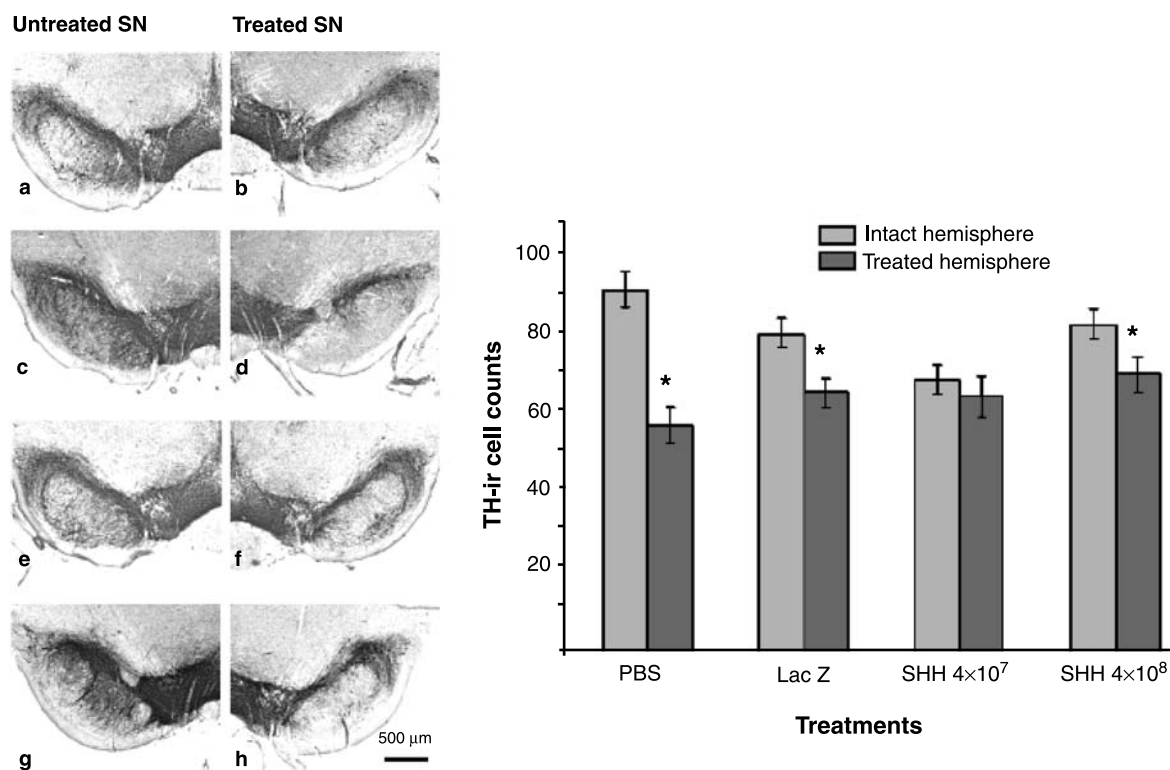 Untreated SN
Treated SN
a
b
c
d
e
f
g
h
500 μm
TH-ir cell counts
100
80
60
40
20
Intact hemisphere
Treated hemisphere
*
*
*
PBS
Lac Z
SHH 4×10⁷
SHH 4×10⁸
Treatments